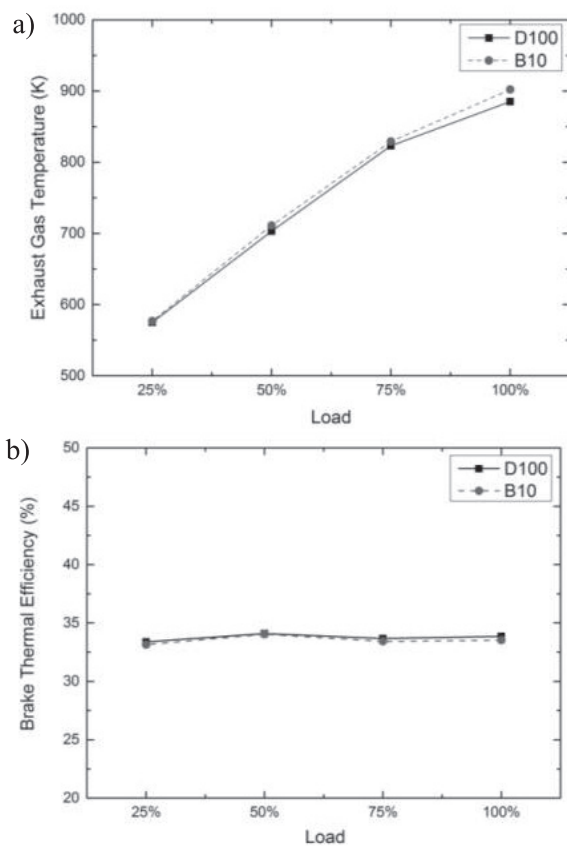 a)
1000
900
800
700
600
500
Exhaust Gas Temperature (K)
D100
B10
25% 50% 75% 100%
Load
b)
50
45
40
35
30
25
20
Brake Thermal Efficiency (%)
D100
B10
25% 50% 75% 100%
Load